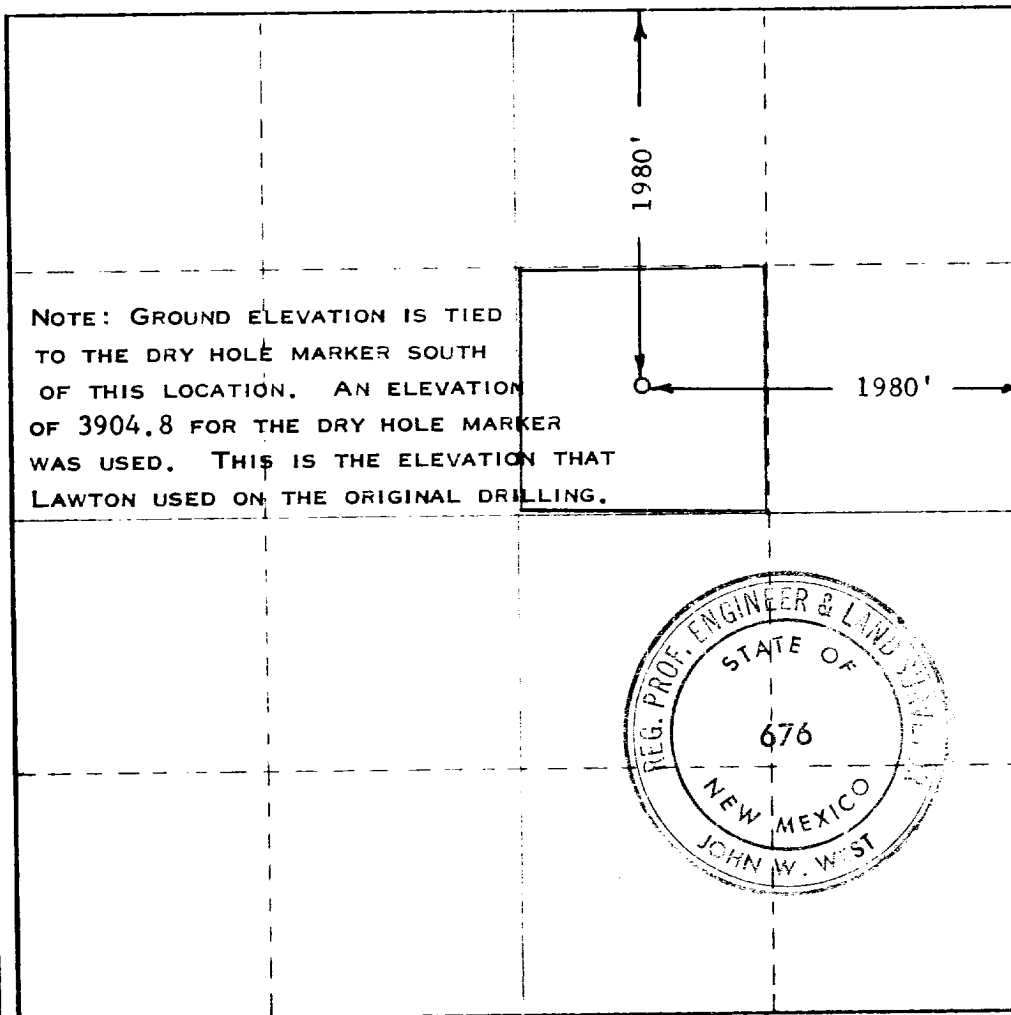 1980'
NOTE: GROUND ELEVATION IS TIED
TO THE DRY HOLE MARKER SOUTH
OF THIS LOCATION. AN ELEVATION
OF 3904.8 FOR THE DRY HOLE MARKER
WAS USED. THIS IS THE ELEVATION THAT
LAWTON USED ON THE ORIGINAL DRILLING.
1980'
REG. PROF. ENGINEER & LAND
STATE OF
676
NEW MEXICO
JOHN W. WEST